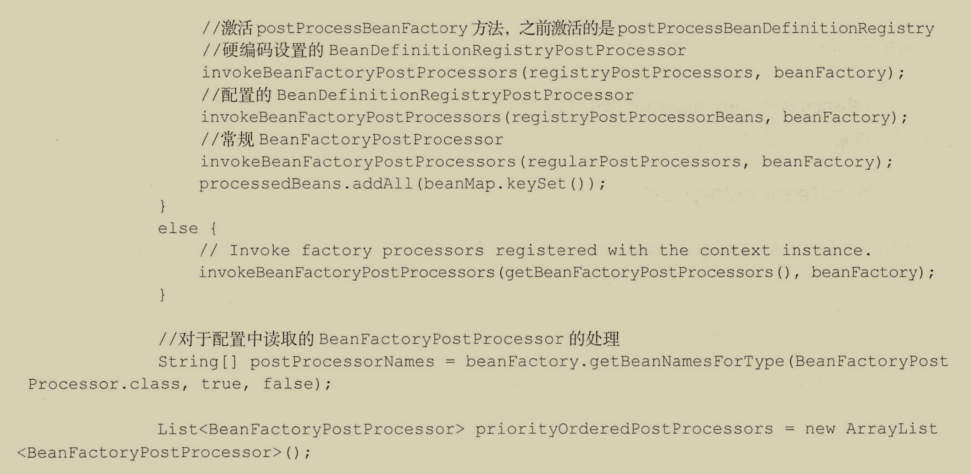 //激活 postProcessBeanFactory 方法，之前激活的是 postProcessBeanDefinitionRegistry
//硬编码设置的 BeanDefinitionRegistryPostProcessor
invokeBeanFactoryPostProcessors(registryPostProcessors, beanFactory);
//配置的 BeanDefinitionRegistryPostProcessor
invokeBeanFactoryPostProcessors(registryPostProcessorBeans, beanFactory);
//常规 BeanFactoryPostProcessor
invokeBeanFactoryPostProcessors(regularPostProcessors, beanFactory);
processedBeans.addAll(beanMap.keySet());
}
else {
// Invoke factory processors registered with the context instance.
invokeBeanFactoryPostProcessors(getBeanFactoryPostProcessors(), beanFactory);
}
//对于配置中读取的 BeanFactoryPostProcessor 的处理
String[] postProcessorNames = beanFactory.getBeanNamesForType(BeanFactoryPost
Processor.class, true, false);
List<BeanFactoryPostProcessor> priorityOrderedPostProcessors = new ArrayList
<BeanFactoryPostProcessor>();